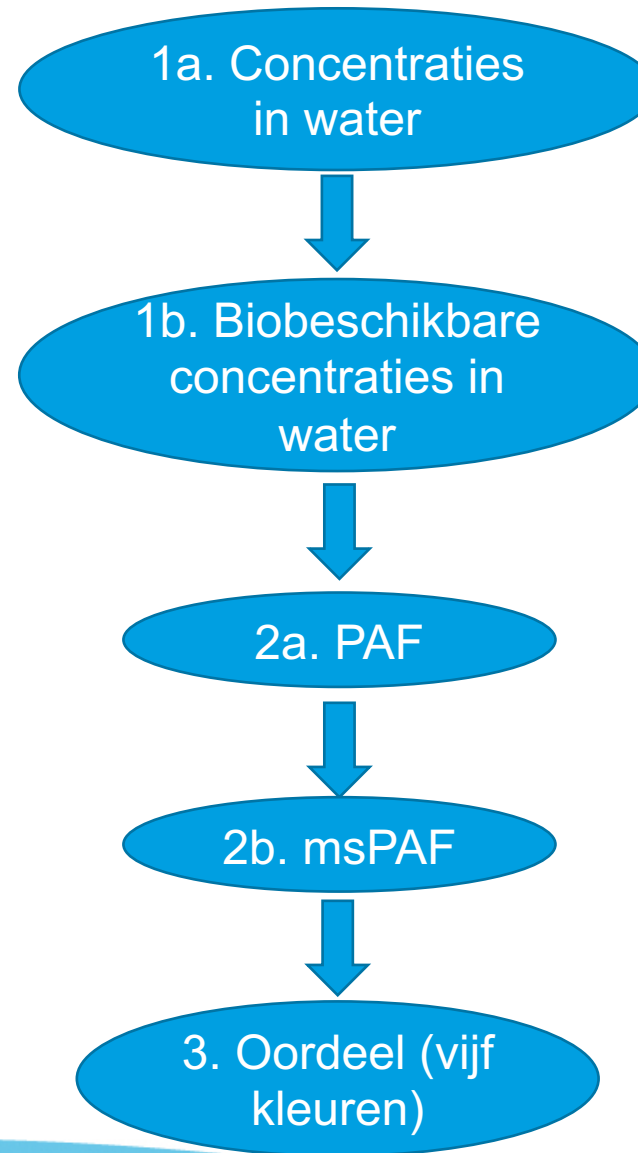 1a. Concentraties
in water
1b. Biobeschikbare
concentraties in
water
2a. PAF
2b. msPAF
3. Oordeel (vijf
kleuren)